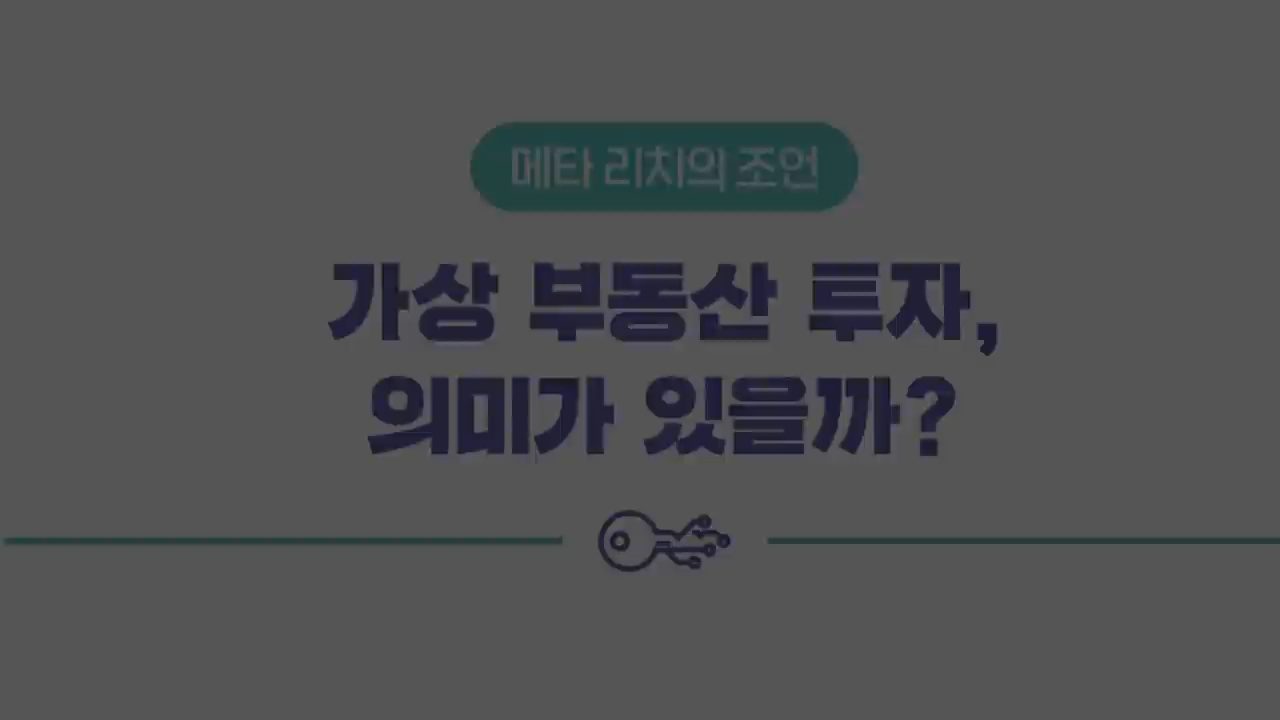 메타 리치의 조언
가상 부동산 투자,
의미가 있을까?